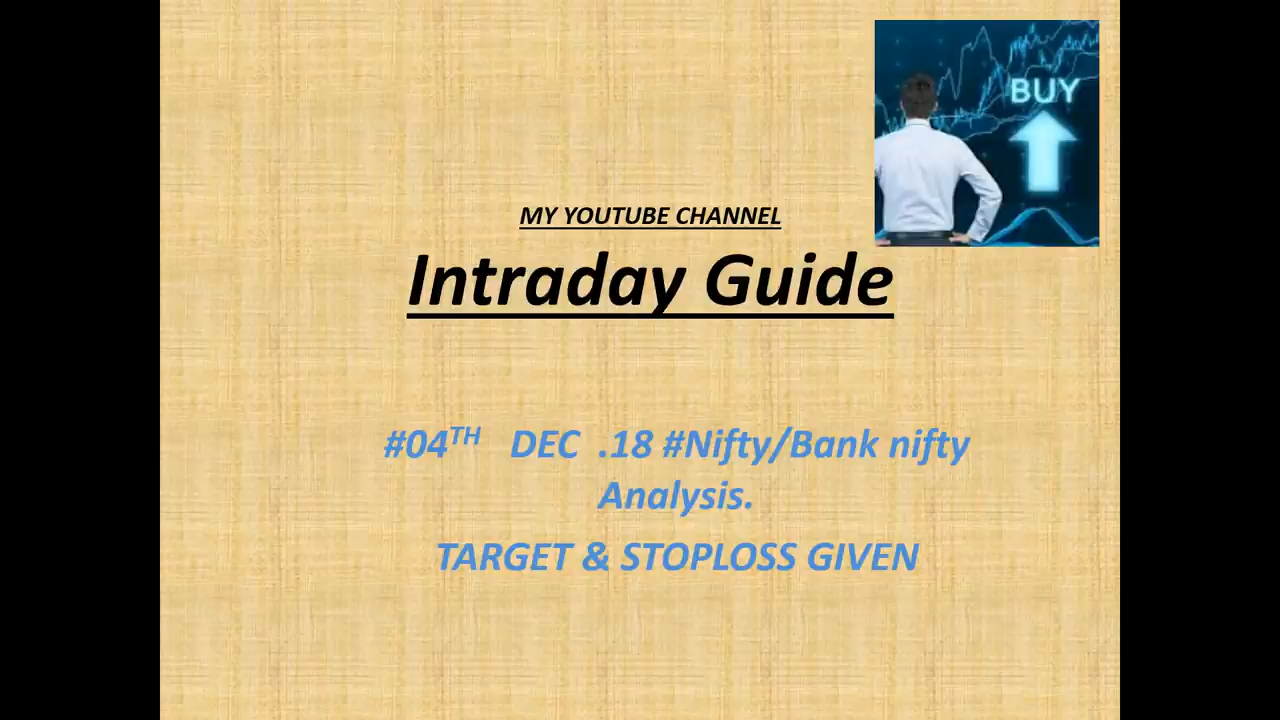 BUY
MY YOUTUBE CHANNEL
Intraday Guide
#04TH DEC .18 #Nifty/Bank nifty
Analysis.
TARGET & STOPLOSS GIVEN